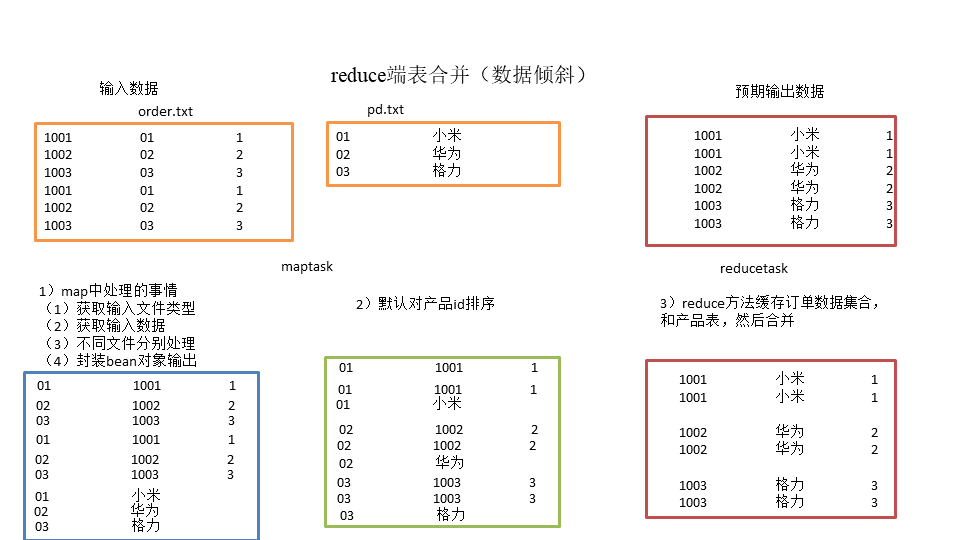 reduce端表合并（数据倾斜）
输入数据
order.txt
1001 01 1
1002 02 2
1003 03 3
1001 01 1
1002 02 2
1003 03 3
pd.txt
01 小米
02 华为
03 格力
预期输出数据
1001 小米 1
1001 小米 1
1002 华为 2
1002 华为 2
1003 格力 3
1003 格力 3
maptask
1）map中处理的事情
（1）获取输入文件类型
（2）获取输入数据
（3）不同文件分别处理
（4）封装bean对象输出
01 1001 1
02 1002 2
03 1003 3
01 1001 1
02 1002 2
03 1003 3
01 小米
02 华为
03 格力
2）默认对产品id排序
01 1001 1
01 1001 1
01 小米
02 1002 2
02 1002 2
02 华为
03 1003 3
03 1003 3
03 格力
reducetask
3）reduce方法缓存订单数据集合，
和产品表，然后合并
1001 小米 1
1001 小米 1
1002 华为 2
1002 华为 2
1003 格力 3
1003 格力 3